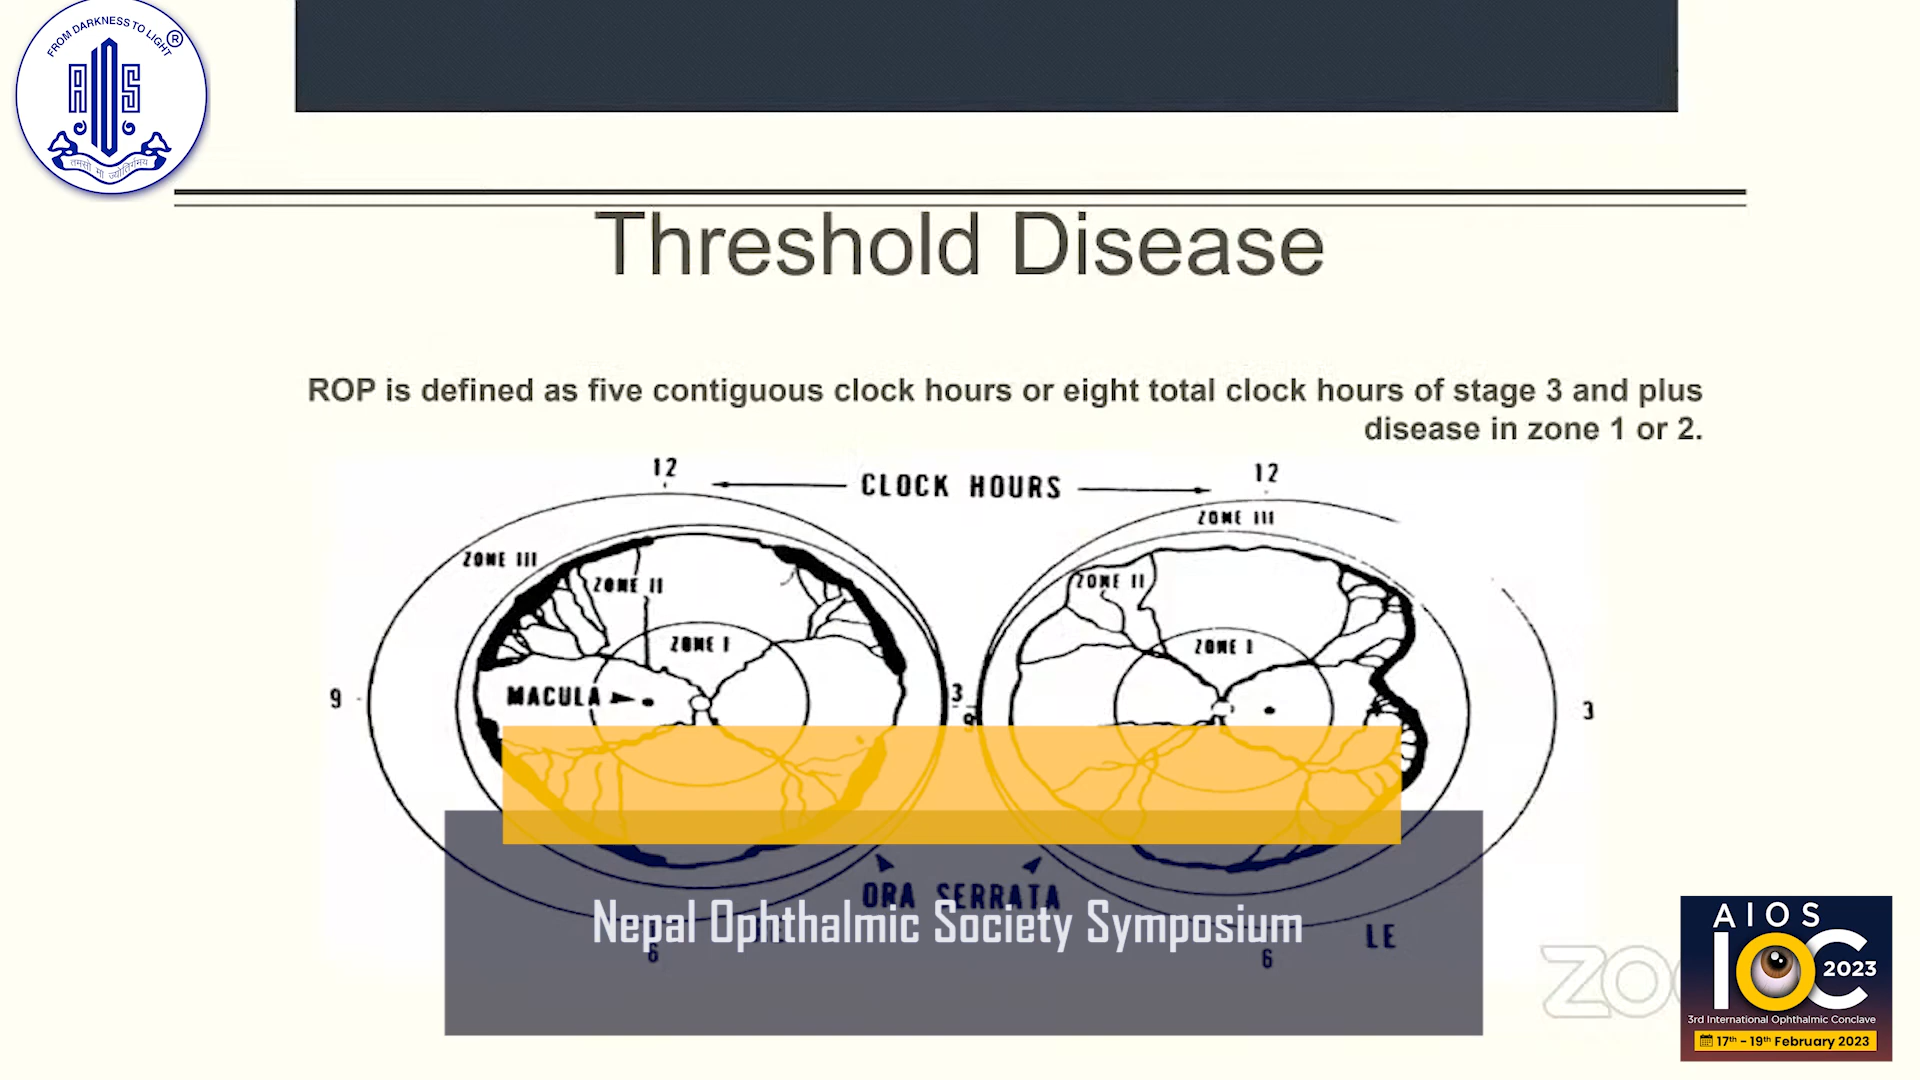 FROM DARKNESS TO LIGHT
®
AIOS
तमसो मा ज्योतिर्गमय
Threshold Disease
ROP is defined as five contiguous clock hours or eight total clock hours of stage 3 and plus
disease in zone 1 or 2.
12
CLOCK HOURS
12
ZONE III
ZONE III
ZONE II
ZONE II
ZONE I
ZONE I
MACULA
9
3
9
3
ORA SERRATA
Nepal Ophthalmic Society Symposium
LE
6
6
AIOS
IOC
2023
3rd International Ophthalmic Conclave
17th - 19th February 2023